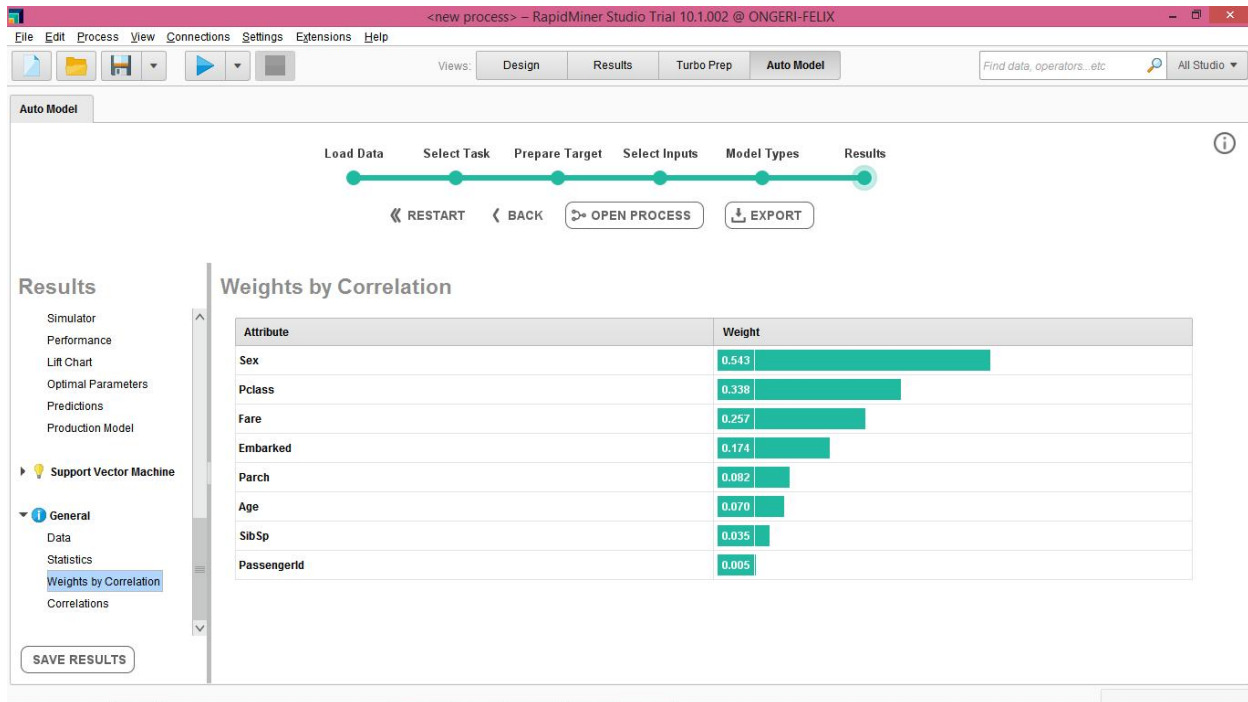 <new process> – RapidMiner Studio Trial 10.1.002 @ ONGERI-FELIX
File Edit Process View Connections Settings Extensions Help
Views: Design Results Turbo Prep Auto Model Find data, operators...etc All Studio
Auto Model
Load Data Select Task Prepare Target Select Inputs Model Types Results
RESTART BACK OPEN PROCESS EXPORT
Results
Simulator
Performance
Lift Chart
Optimal Parameters
Predictions
Production Model
Support Vector Machine
General
Data
Statistics
Weights by Correlation
Correlations
SAVE RESULTS
Weights by Correlation
Attribute Weight
Sex 0.543
Pclass 0.338
Fare 0.257
Embarked 0.174
Parch 0.082
Age 0.070
SibSp 0.035
PassengerId 0.005